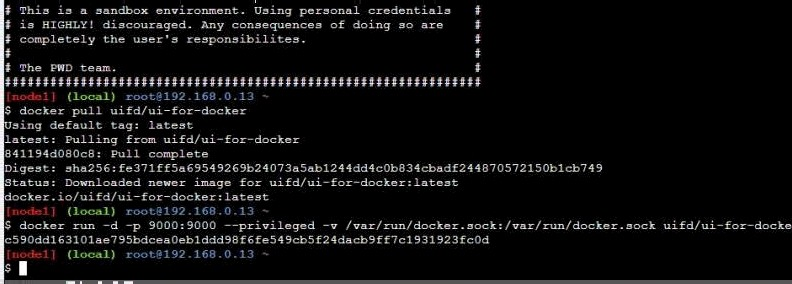 # This is a sandbox environment. Using personal credentials #
# is HIGHLY! discouraged. Any consequences of doing so are #
# completely the user's responsibilites. #
# #
# The PWD team. #
###############################################################
[node1] (local) root@192.168.0.13 ~
$ docker pull uifd/ui-for-docker
Using default tag: latest
latest: Pulling from uifd/ui-for-docker
841194d080c8: Pull complete
Digest: sha256:fe371ff5a69549269b24073a5ab1244dd4c0b834cbadf244870572150b1cb749
Status: Downloaded newer image for uifd/ui-for-docker:latest
docker.io/uifd/ui-for-docker:latest
[node1] (local) root@192.168.0.13 ~
$ docker run -d -p 9000:9000 --privileged -v /var/run/docker.sock:/var/run/docker.sock uifd/ui-for-docke
c590dd163101ae795bdcea0eb1ddd98f6fe549cb5f24dacb9ff7c1931923fc0d
[node1] (local) root@192.168.0.13 ~
$